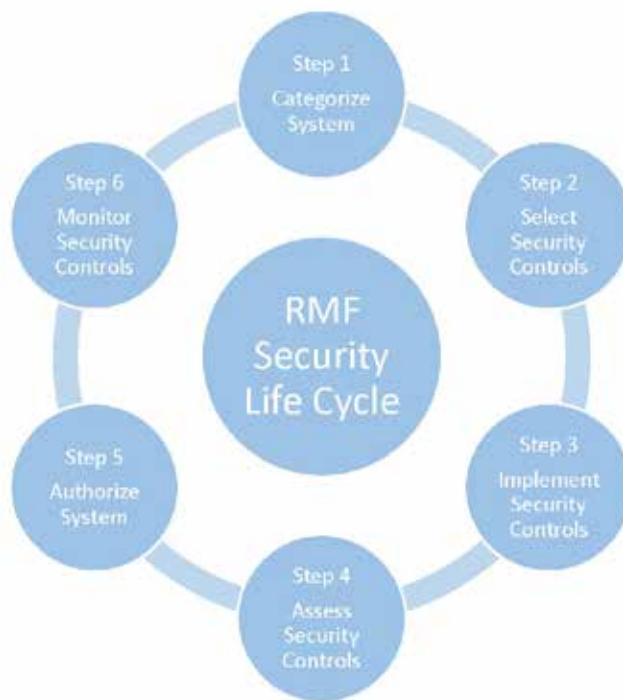 Step 1
Categorize
System
Step 2
Select
Security
Controls
Step 3
Implement
Security
Controls
Step 4
Assess
Security
Controls
Step 5
Authorize
System
Step 6
Monitor
Security
Controls
RMF
Security
Life Cycle